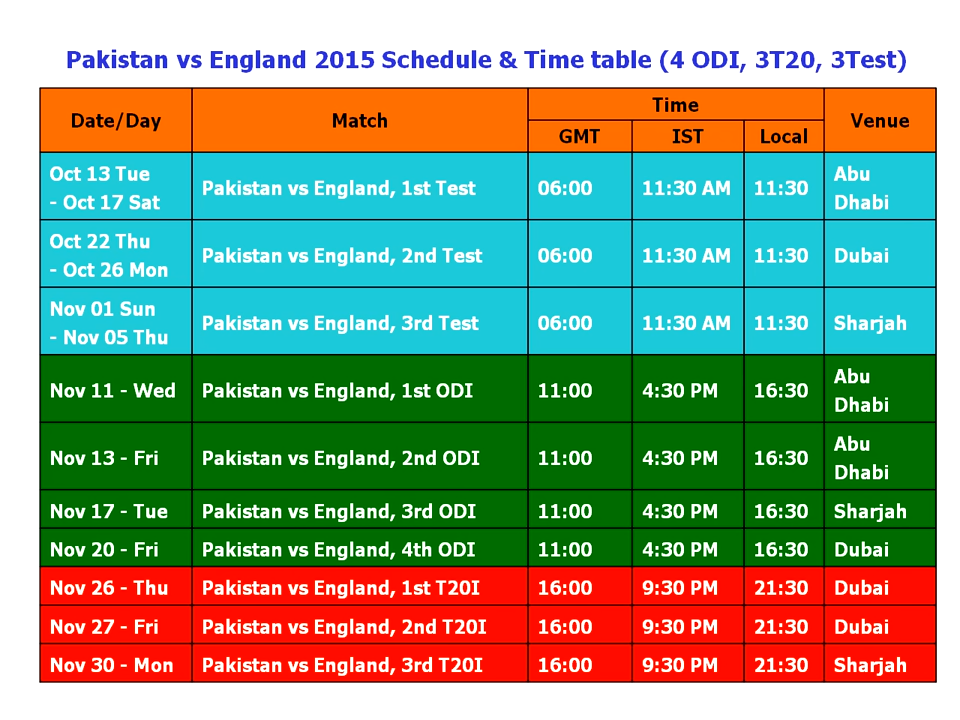 Pakistan vs England 2015 Schedule & Time table (4 ODI, 3T20, 3Test)
Date/Day Match Time Venue
GMT IST Local
Oct 13 Tue - Oct 17 Sat Pakistan vs England, 1st Test 06:00 11:30 AM 11:30 Abu Dhabi
Oct 22 Thu - Oct 26 Mon Pakistan vs England, 2nd Test 06:00 11:30 AM 11:30 Dubai
Nov 01 Sun - Nov 05 Thu Pakistan vs England, 3rd Test 06:00 11:30 AM 11:30 Sharjah
Nov 11 - Wed Pakistan vs England, 1st ODI 11:00 4:30 PM 16:30 Abu Dhabi
Nov 13 - Fri Pakistan vs England, 2nd ODI 11:00 4:30 PM 16:30 Abu Dhabi
Nov 17 - Tue Pakistan vs England, 3rd ODI 11:00 4:30 PM 16:30 Sharjah
Nov 20 - Fri Pakistan vs England, 4th ODI 11:00 4:30 PM 16:30 Dubai
Nov 26 - Thu Pakistan vs England, 1st T20I 16:00 9:30 PM 21:30 Dubai
Nov 27 - Fri Pakistan vs England, 2nd T20I 16:00 9:30 PM 21:30 Dubai
Nov 30 - Mon Pakistan vs England, 3rd T20I 16:00 9:30 PM 21:30 Sharjah